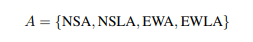 A = {NSA, NSLA, EWA, EWLA}